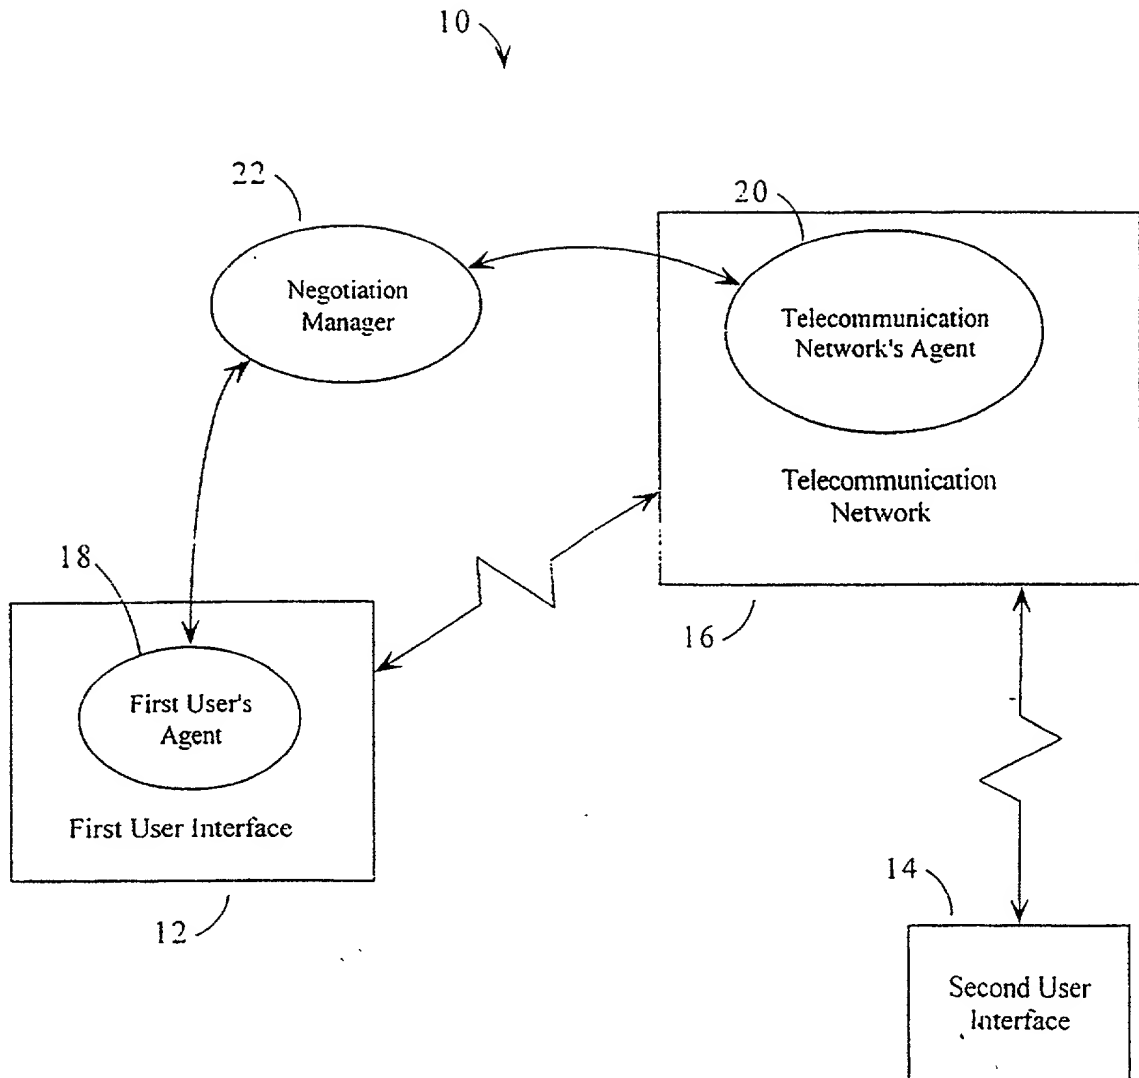 10
22
Negotiation
Manager
20
Telecommunication
Network's Agent
Telecommunication
Network
16
18
First User's
Agent
First User Interface
12
14
Second User
Interface